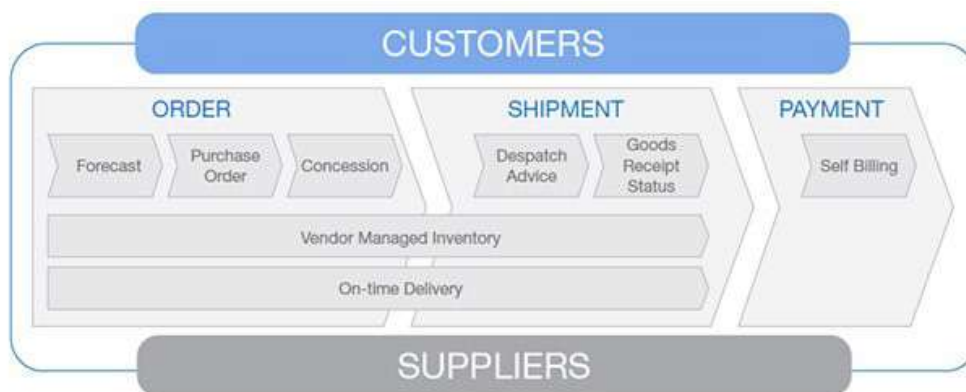 CUSTOMERS
ORDER
SHIPMENT
PAYMENT
Forecast
Purchase
Order
Concession
Despatch
Advice
Goods
Receipt
Status
Self Billing
Vendor Managed Inventory
On-time Delivery
SUPPLIERS